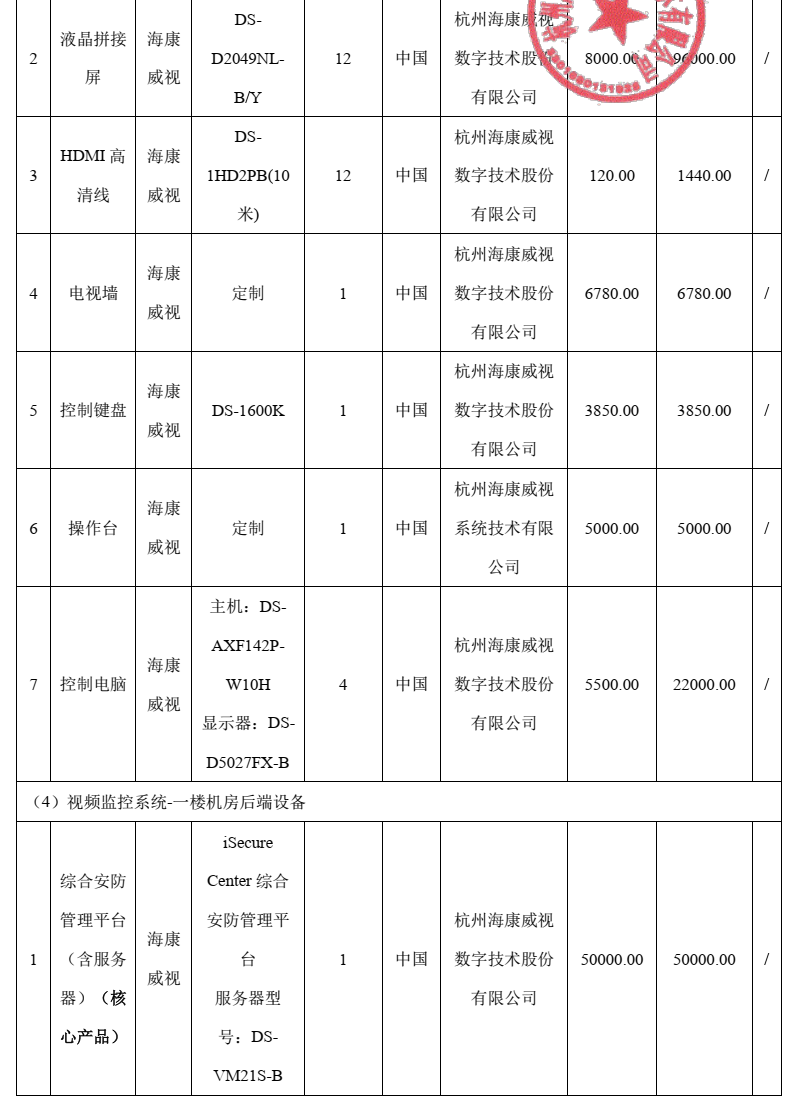 2 液晶拼接屏 海康威视 DS-D2049NL-B/Y 12 中国 杭州海康威视数字技术股份有限公司 8000.00 96000.00 /
3 HDMI 高清线 海康威视 DS-1HD2PB(10米) 12 中国 杭州海康威视数字技术股份有限公司 120.00 1440.00 /
4 电视墙 海康威视 定制 1 中国 杭州海康威视数字技术股份有限公司 6780.00 6780.00 /
5 控制键盘 海康威视 DS-1600K 1 中国 杭州海康威视数字技术股份有限公司 3850.00 3850.00 /
6 操作台 海康威视 定制 1 中国 杭州海康威视系统技术有限公司 5000.00 5000.00 /
7 控制电脑 海康威视 主机：DS-AXF142P-W10H 显示器：DS-D5027FX-B 4 中国 杭州海康威视数字技术股份有限公司 5500.00 22000.00 /
（4）视频监控系统-一楼机房后端设备
1 综合安防管理平台（含服务器）（核心产品） 海康威视 iSecure Center 综合安防管理平台 服务器型号：DS-VM21S-B 1 中国 杭州海康威视数字技术股份有限公司 50000.00 50000.00 /